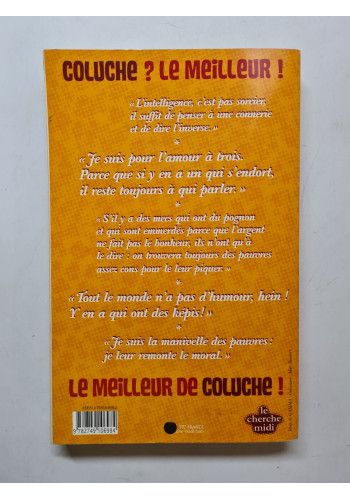 COLUCHE ? LE MEILLEUR !
« L'intelligence, c'est pas sorcier,
il suffit de penser à une connerie
et de dire l'inverse. »
« Je suis pour l'amour à trois.
Parce que si y en a un qui s'endort,
il reste toujours à qui parler. »
« S'il y a des mecs qui ont du pognon
et qui sont emmerdés parce que l'argent
ne fait pas le bonheur, ils n'ont qu'à
le dire : on trouvera toujours des pauvres
assez cons pour le leur piquer. »
« Tout le monde n'a pas d'humour, hein !
Y en a qui ont des képis ! »
« Je suis la manivelle des pauvres :
je leur remonte le moral. »
LE MEILLEUR DE COLUCHE !!
le
cherche
midi
9 782745 106984